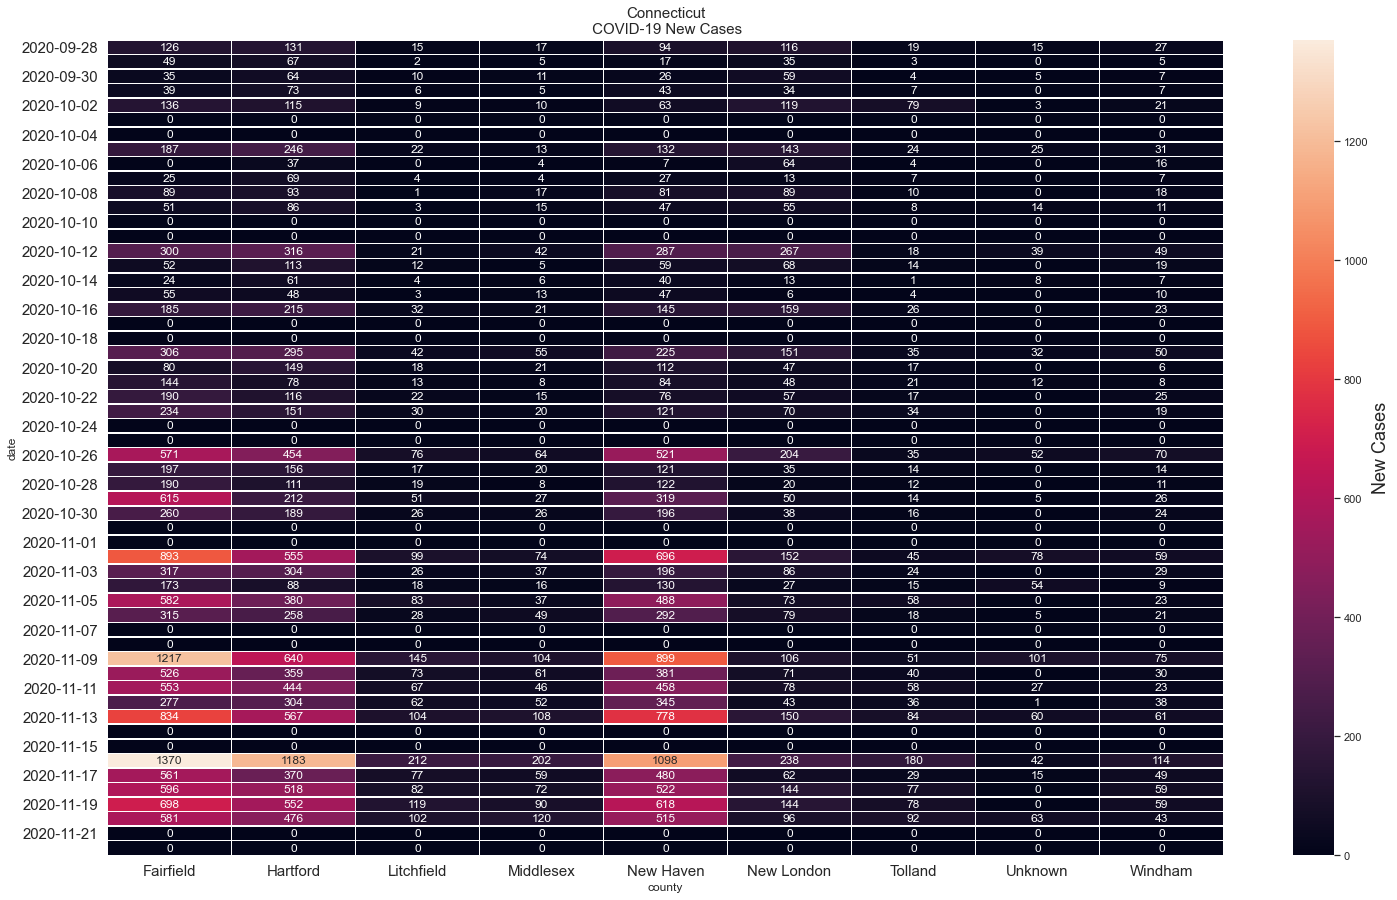 Connecticut
COVID-19 New Cases
2020-09-28 126 131 15 17 94 116 19 15 27
49 67 2 5 17 35 3 0 5
2020-09-30 35 64 10 11 26 59 4 5 7
39 73 6 5 43 34 7 0 7
2020-10-02 136 115 9 10 63 119 79 3 21
0 0 0 0 0 0 0 0 0
2020-10-04 0 0 0 0 0 0 0 0 0
187 246 22 13 132 143 24 25 31
2020-10-06 0 37 0 4 7 64 4 0 16
25 69 4 4 27 13 7 0 7
2020-10-08 89 93 1 17 81 89 10 0 18
51 86 3 15 47 55 8 14 11
2020-10-10 0 0 0 0 0 0 0 0 0
0 0 0 0 0 0 0 0 0
2020-10-12 300 316 21 42 287 267 18 39 49
52 113 12 5 59 68 14 0 19
2020-10-14 24 61 4 6 40 13 1 8 7
55 48 3 13 47 6 4 0 10
2020-10-16 185 215 32 21 145 159 26 0 23
0 0 0 0 0 0 0 0 0
2020-10-18 0 0 0 0 0 0 0 0 0
306 295 42 55 225 151 35 32 50
2020-10-20 80 149 18 21 112 47 17 0 6
144 78 13 8 84 48 21 12 8
2020-10-22 190 116 22 15 76 57 17 0 25
234 151 30 20 121 70 34 0 19
2020-10-24 0 0 0 0 0 0 0 0 0
0 0 0 0 0 0 0 0 0
2020-10-26 571 454 76 64 521 204 35 52 70
197 156 17 20 121 35 14 0 14
2020-10-28 190 111 19 8 122 20 12 0 11
615 212 51 27 319 50 14 5 26
2020-10-30 260 189 26 26 196 38 16 0 24
0 0 0 0 0 0 0 0 0
2020-11-01 0 0 0 0 0 0 0 0 0
893 555 99 74 696 152 45 78 59
2020-11-03 317 304 26 37 196 86 24 0 29
173 88 18 16 130 27 15 54 9
2020-11-05 582 380 83 37 488 73 58 0 23
315 258 28 49 292 79 18 5 21
2020-11-07 0 0 0 0 0 0 0 0 0
0 0 0 0 0 0 0 0 0
2020-11-09 1217 640 145 104 899 106 51 101 75
526 359 73 61 381 71 40 0 30
2020-11-11 553 444 67 46 458 78 58 27 23
277 304 62 52 345 43 36 1 38
2020-11-13 834 567 104 108 778 150 84 60 61
0 0 0 0 0 0 0 0 0
2020-11-15 0 0 0 0 0 0 0 0 0
1370 1183 212 202 1098 238 180 42 114
2020-11-17 561 370 77 59 480 62 29 15 49
596 518 82 72 522 144 77 0 59
2020-11-19 698 552 119 90 618 144 78 0 59
581 476 102 120 515 96 92 63 43
2020-11-21 0 0 0 0 0 0 0 0 0
0 0 0 0 0 0 0 0 0
Fairfield Hartford Litchfield Middlesex New Haven New London Tolland Unknown Windham
county
date
1200
1000
800
600
400
200
0
New Cases